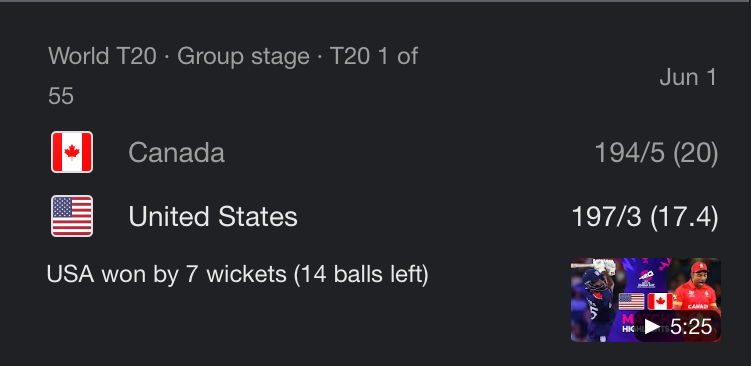 World T20 · Group stage · T20 1 of
55
Jun 1
Canada
194/5 (20)
United States
197/3 (17.4)
USA won by 7 wickets (14 balls left)
5:25